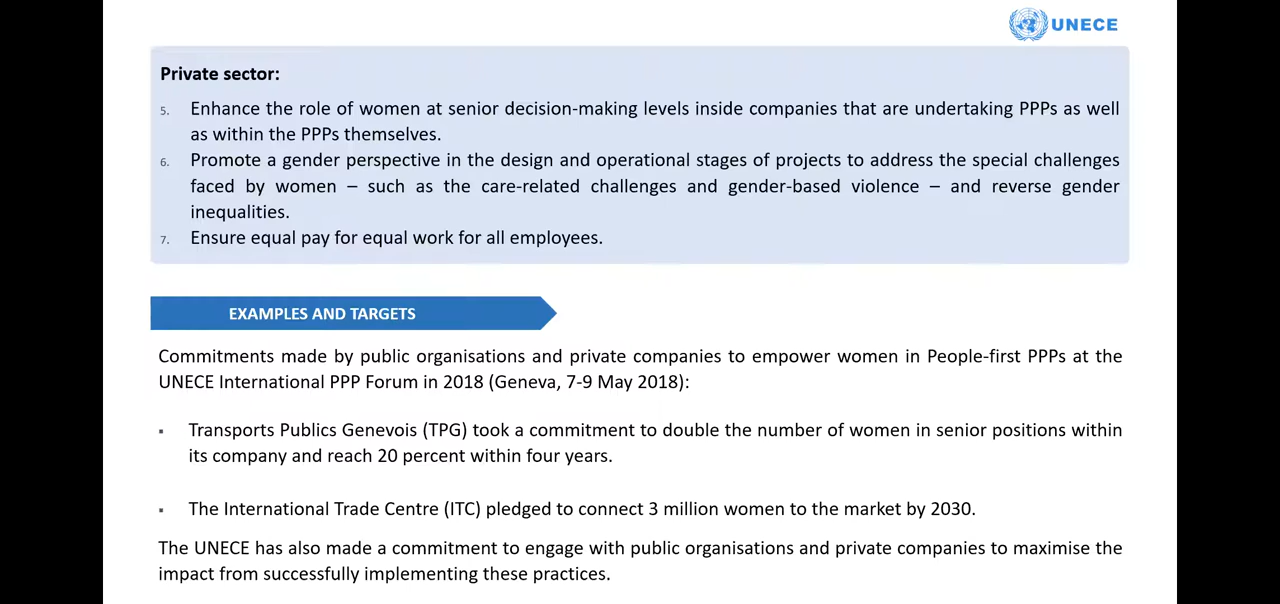 UNECE
Private sector:
5. Enhance the role of women at senior decision-making levels inside companies that are undertaking PPPs as well
as within the PPPs themselves.
6. Promote a gender perspective in the design and operational stages of projects to address the special challenges
faced by women – such as the care-related challenges and gender-based violence – and reverse gender
inequalities.
7. Ensure equal pay for equal work for all employees.
EXAMPLES AND TARGETS
Commitments made by public organisations and private companies to empower women in People-first PPPs at the
UNECE International PPP Forum in 2018 (Geneva, 7-9 May 2018):
▪ Transports Publics Genevois (TPG) took a commitment to double the number of women in senior positions within
its company and reach 20 percent within four years.
▪ The International Trade Centre (ITC) pledged to connect 3 million women to the market by 2030.
The UNECE has also made a commitment to engage with public organisations and private companies to maximise the
impact from successfully implementing these practices.